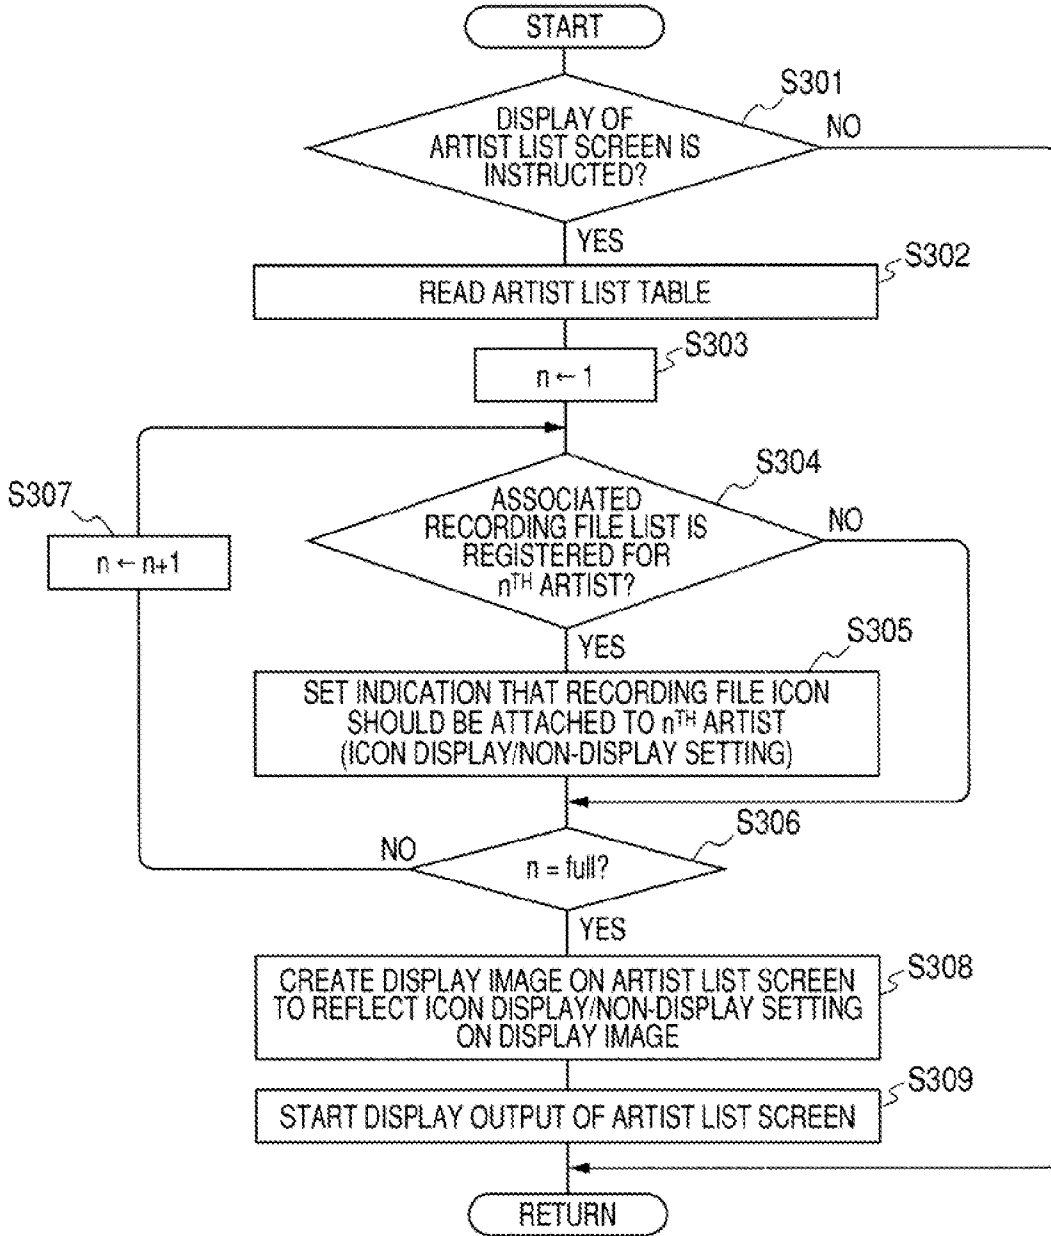 START
S301
DISPLAY OF
ARTIST LIST SCREEN IS
INSTRUCTED?
NO
YES
S302
READ ARTIST LIST TABLE
S303
n ← 1
S304
ASSOCIATED
RECORDING FILE LIST IS
REGISTERED FOR
nTH ARTIST?
NO
S307
n ← n+1
YES
S305
SET INDICATION THAT RECORDING FILE ICON
SHOULD BE ATTACHED TO nTH ARTIST
(ICON DISPLAY/NON-DISPLAY SETTING)
S306
NO
n = full?
YES
S308
CREATE DISPLAY IMAGE ON ARTIST LIST SCREEN
TO REFLECT ICON DISPLAY/NON-DISPLAY SETTING
ON DISPLAY IMAGE
S309
START DISPLAY OUTPUT OF ARTIST LIST SCREEN
RETURN